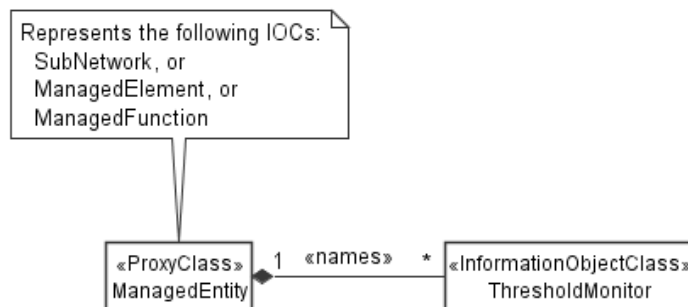 Represents the following IOCs:
SubNetwork, or
ManagedElement, or
ManagedFunction
1 «names» *
«ProxyClass»
ManagedEntity
«InformationObjectClass»
ThresholdMonitor